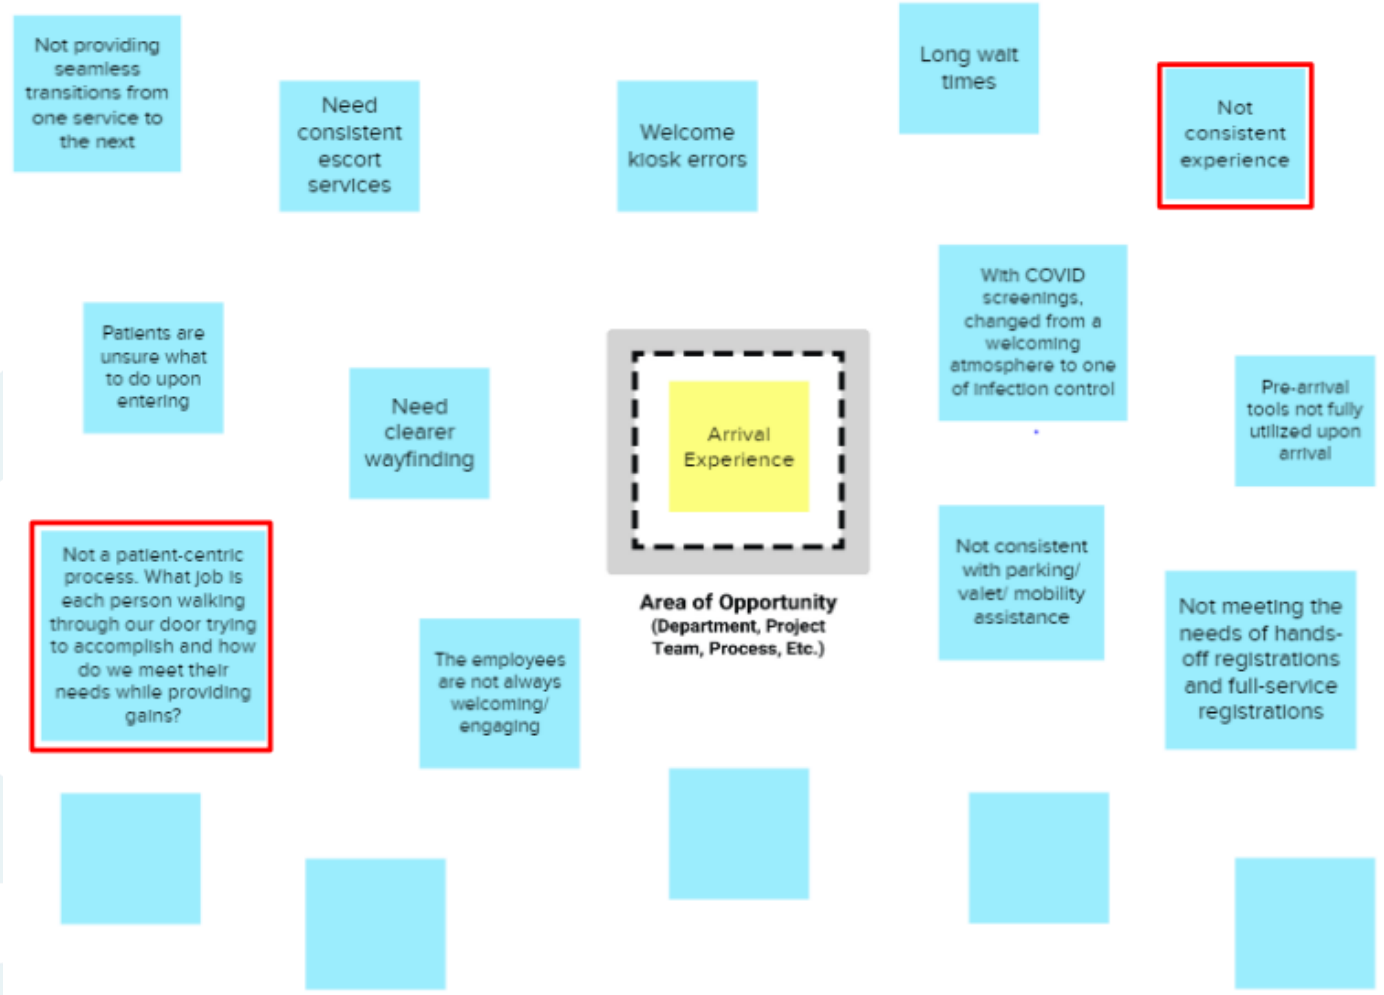 Not providing
seamless
transitions from
one service to
the next
Need
consistent
escort
services
Welcome
kiosk errors
Long wait
times
Not
consistent
experience
Patients are
unsure what
to do upon
entering
Need
clearer
wayfinding
Arrival
Experience
With COVID
screenings,
changed from a
welcoming
atmosphere to one
of infection control
Pre-arrival
tools not fully
utilized upon
arrival
Not a patient-centric
process. What job is
each person walking
through our door trying
to accomplish and how
do we meet their
needs while providing
gains?
The employees
are not always
welcoming/
engaging
Area of Opportunity
(Department, Project
Team, Process, Etc.)
Not consistent
with parking/
valet/ mobility
assistance
Not meeting the
needs of hands-
off registrations
and full-service
registrations